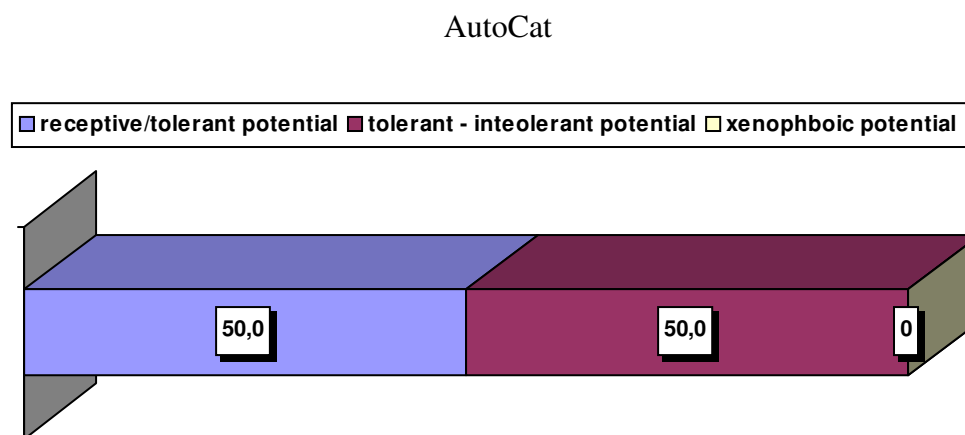 AutoCat
receptive/tolerant potential tolerant - inteolerant potential xenophboic potential
50,0 50,0 0